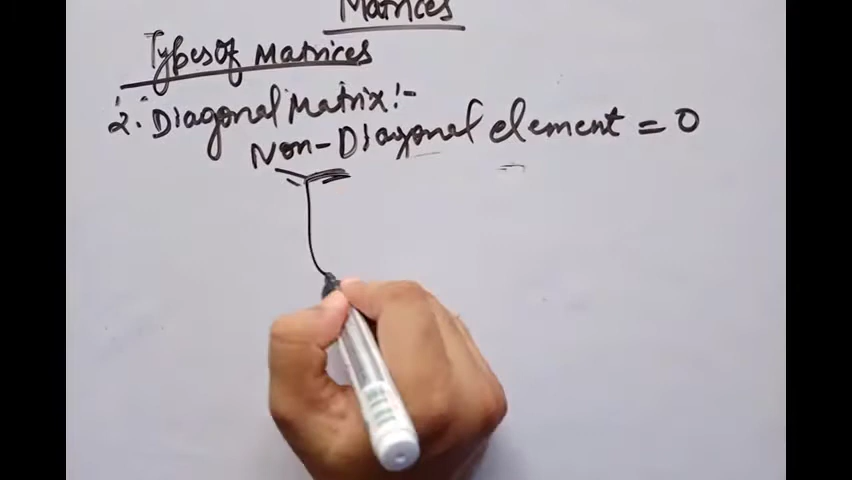 Matrices
Types of Matrices
2. Diagonal Matrix :-
Non-Diagonal element = 0